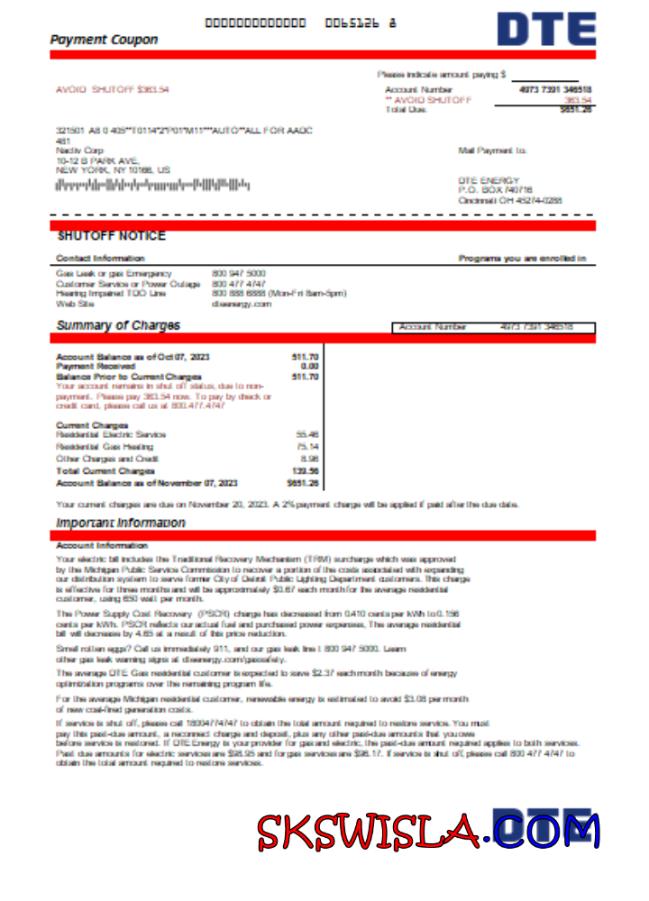 0065126 8
DTE
Payment Coupon
Please indicate amount paying $
AVOID SHUTOFF $363.54
Account Number 4973 7391 346518
** AVOID SHUTOFF 363.54
Total Due. $651.26
321501 A8 0 405**T0114*2*P01*M11***AUTO**ALL FOR AADC
481
Nactiv Corp
Mail Payment to.
10-12 B PARK AVE,
NEW YORK, NY 10166, US
DTE ENERGY
P.O. BOX 740716
Cincinnati OH 45274-0288
SHUTOFF NOTICE
Contact Information
Programs you are enrolled in
Gas Leak or gas Emergency 800 947 5000
Customer Service or Power Outage 800 477 4747
Hearing Impaired TDD Line 800 888 6888 (Mon-Fri 8am-5pm)
Web Site dteenergy.com
Summary of Charges
Account Number 4973 7391 346518
Account Balance as of Oct 07, 2023 511.70
Payment Received 0.00
Balance Prior to Current Charges 511.70
Your account remains in shut off status, due to non-
payment. Please pay 363.54 now. To pay by check or
credit card, please call us at 800.477.4747
Current Charges
Residential Electric Service 55.46
Residential Gas Heating 75.14
Other Charges and Credit 8.96
Total Current Charges 139.56
Account Balance as of November 07, 2023 $651.26
Your current charges are due on November 20, 2023. A 2% payment charge will be applied if paid after the due date.
Important Information
Account Information
Your electric bill includes the Traditional Recovery Mechanism (TRM) surcharge which was approved
by the Michigan Public Service Commission to recover a portion of the costs associated with expanding
our distribution system to serve former City of Detroit Public Lighting Department customers. This charge
is effective for three months and will be approximately $0.67 each month for the average residential
customer, using 650 watt per month.
The Power Supply Cost Recovery (PSCR) charge has decreased from 0.410 cents per kWh to 0.156
cents per kWh. PSCR reflects our actual fuel and purchased power expenses. The average residential
bill will decrease by 4.65 at a result of this price reduction.
Smell rotten eggs? Call us immediately 911, and our gas leak line I 800 947 5000. Learn
other gas leak warning signs at dteenergy.com/gassafely.
The average DTE Gas residential customer is expected to save $2.37 each month because of energy
optimization programs over the remaining program life.
For the average Michigan residential customer, renewable energy is estimated to avoid $3.08 per month
of new coal-fired generation costs.
If service is shut off, please call 18004774747 to obtain the total amount required to restore service. You must
pay this past-due amount, a reconnect charge and deposit, plus any other past-due amounts that you owe
before service is restored. If DTE Energy is your provider for gas and electric, the past-due amount required applies to both services.
Past due amounts for electric services are $98.95 and for gas services are $96.17. If service is shut off, please call 800 477 4747 to
obtain the total amount required to restore services.
DTE
SKSWISLA.COM